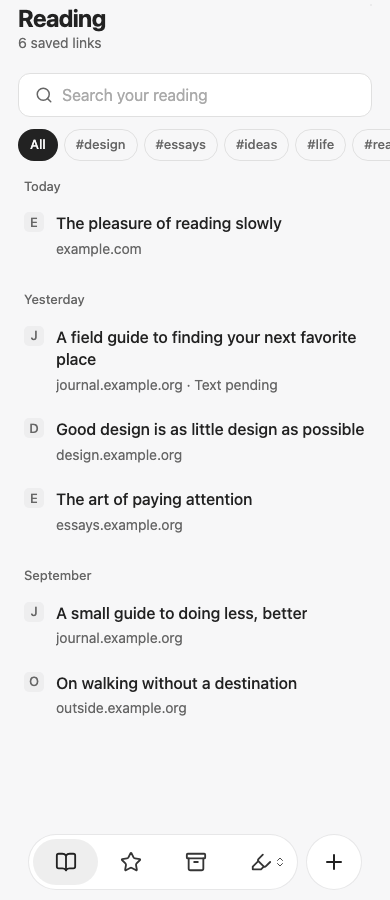 Reading
6 saved links
Search your reading
All #design #essays #ideas #life #rea
Today
E The pleasure of reading slowly
example.com
Yesterday
J A field guide to finding your next favorite
place
journal.example.org · Text pending
D Good design is as little design as possible
design.example.org
E The art of paying attention
essays.example.org
September
J A small guide to doing less, better
journal.example.org
O On walking without a destination
outside.example.org